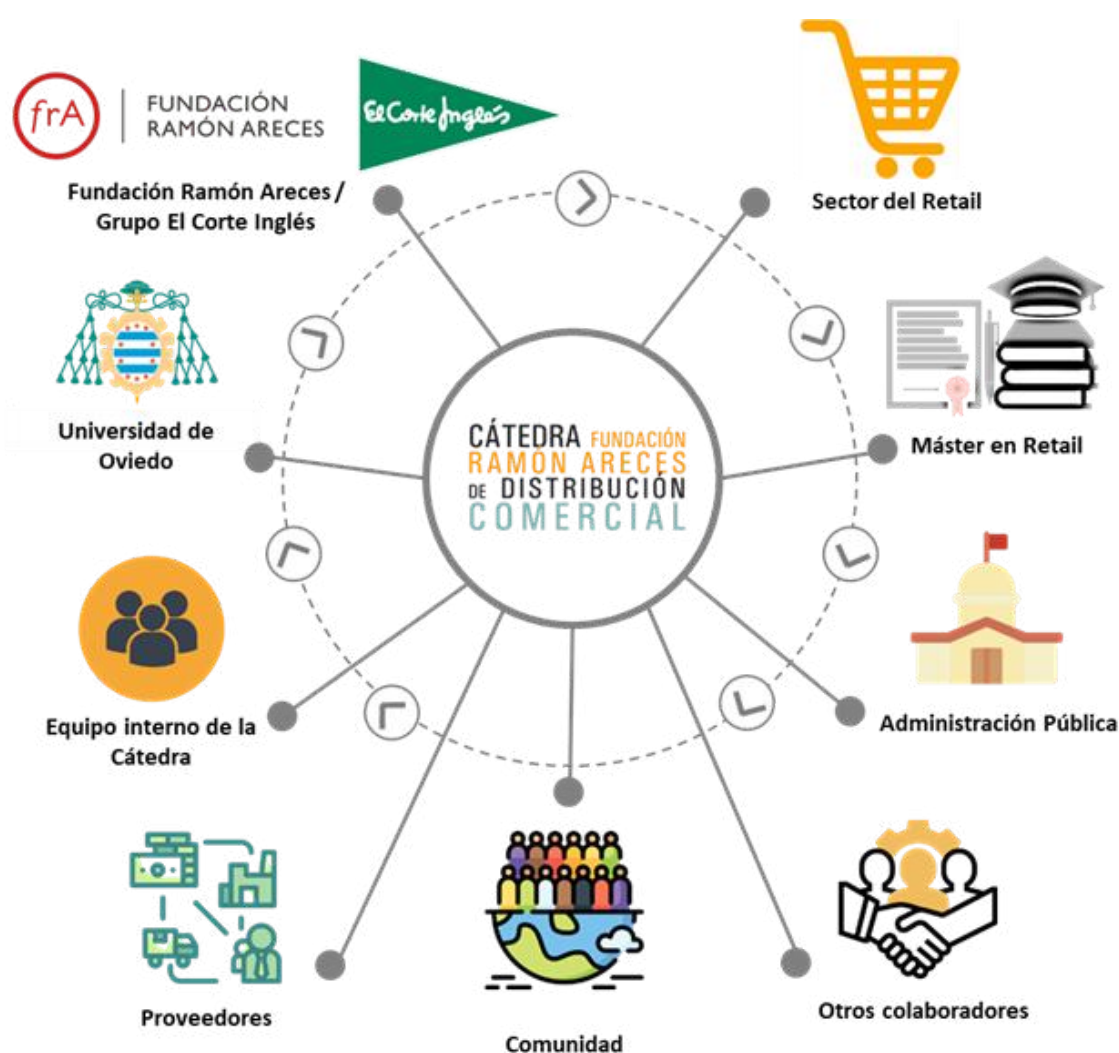 frA
FUNDACIÓN
RAMÓN ARECES
El Corte Inglés
Fundación Ramón Areces /
Grupo El Corte Inglés
Sector del Retail
Universidad de
Oviedo
Máster en Retail
CÁTEDRA FUNDACIÓN
RAMÓN ARECES
DE DISTRIBUCIÓN
COMERCIAL
Equipo interno de la
Cátedra
Administración Pública
Proveedores
Comunidad
Otros colaboradores